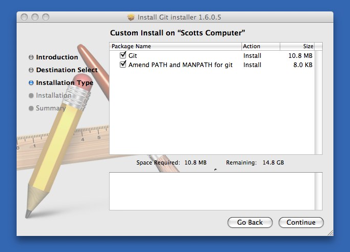 Install Git installer 1.6.0.5
Custom Install on “Scotts Computer”
Introduction
Destination Select
Installation Type
Installation
Summary
Package Name Action Size
Git Install 10.8 MB
Amend PATH and MANPATH for git Install 8.0 KB
Space Required: 10.8 MB Remaining: 14.8 GB
Go Back Continue